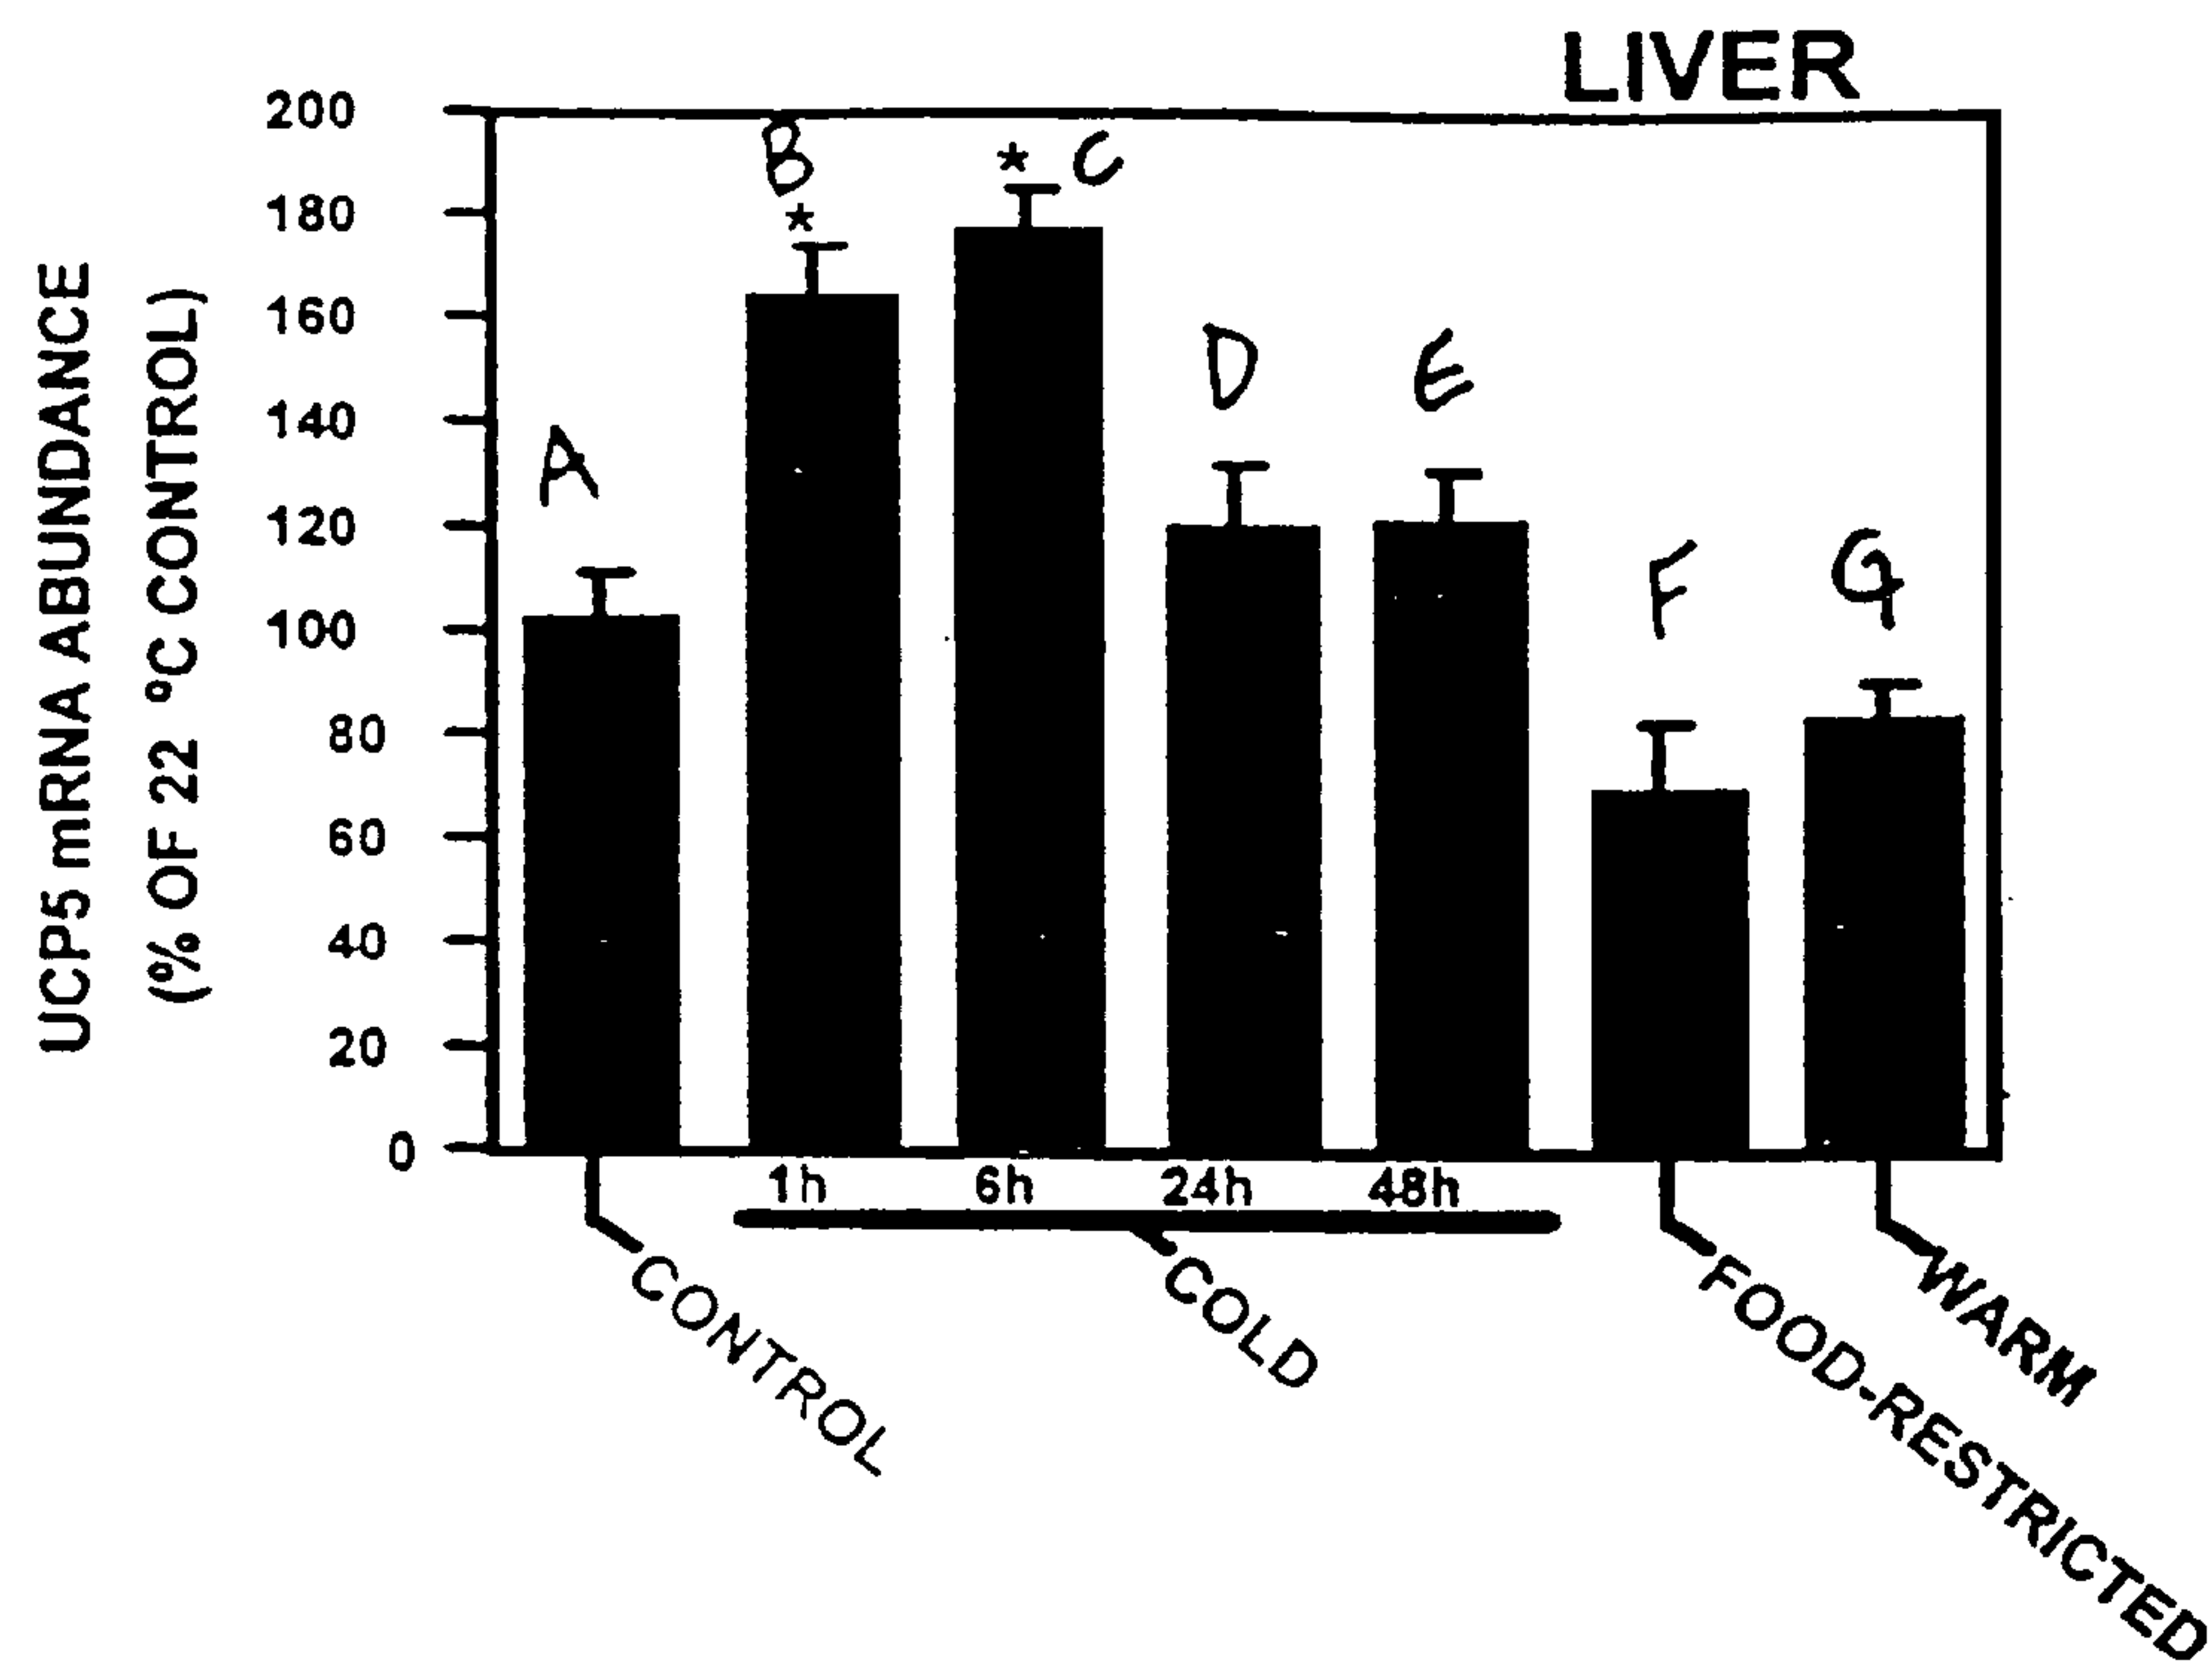 LIVER
UCP5 mRNA ABUNDANCE
(% OF 22 °C CONTROL)
200
180
160
140
120
100
80
60
40
20
0
A
B
*
* C
D
E
F
G
1h 6h 24h 48h
CONTROL
COLD
FOOD-RESTRICTED
WARM